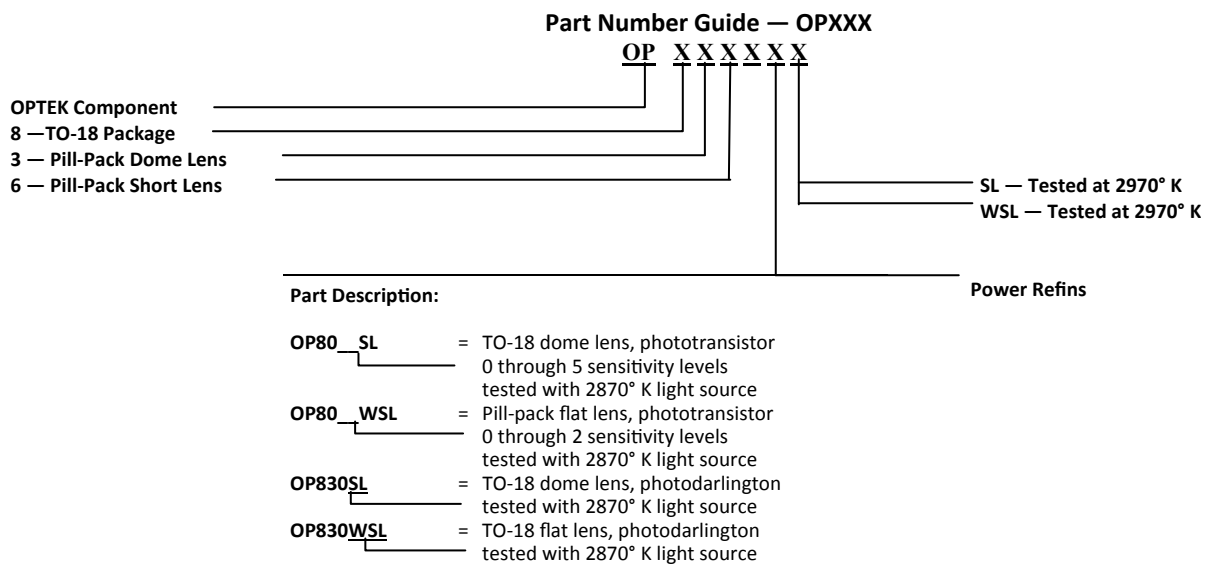 Part Number Guide — OPXXX
OP X X X X X X
OPTEK Component
8 —TO-18 Package
3 — Pill-Pack Dome Lens
6 — Pill-Pack Short Lens
SL — Tested at 2970° K
WSL — Tested at 2970° K
Power Refins
Part Description:
OP80__SL = TO-18 dome lens, phototransistor
0 through 5 sensitivity levels
tested with 2870° K light source
OP80__WSL = Pill-pack flat lens, phototransistor
0 through 2 sensitivity levels
tested with 2870° K light source
OP830SL = TO-18 dome lens, photodarlington
tested with 2870° K light source
OP830WSL = TO-18 flat lens, photodarlington
tested with 2870° K light source